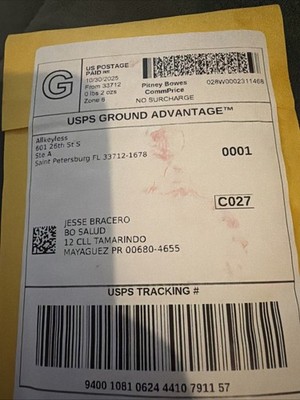 G
US POSTAGE
PAID IMI
10/30/2025
From 33712
0 lbs 2 ozs
Zone 8
Pitney Bowes
CommPrice
NO SURCHARGE
028W0002311468
USPS GROUND ADVANTAGE™
Allkeyless
601 26th St S
Ste A
Saint Petersburg FL 33712-1678
0001
C027
JESSE BRACERO
BO SALUD
12 CLL TAMARINDO
MAYAGUEZ PR 00680-4655
USPS TRACKING #
9400 1081 0624 4410 7911 57